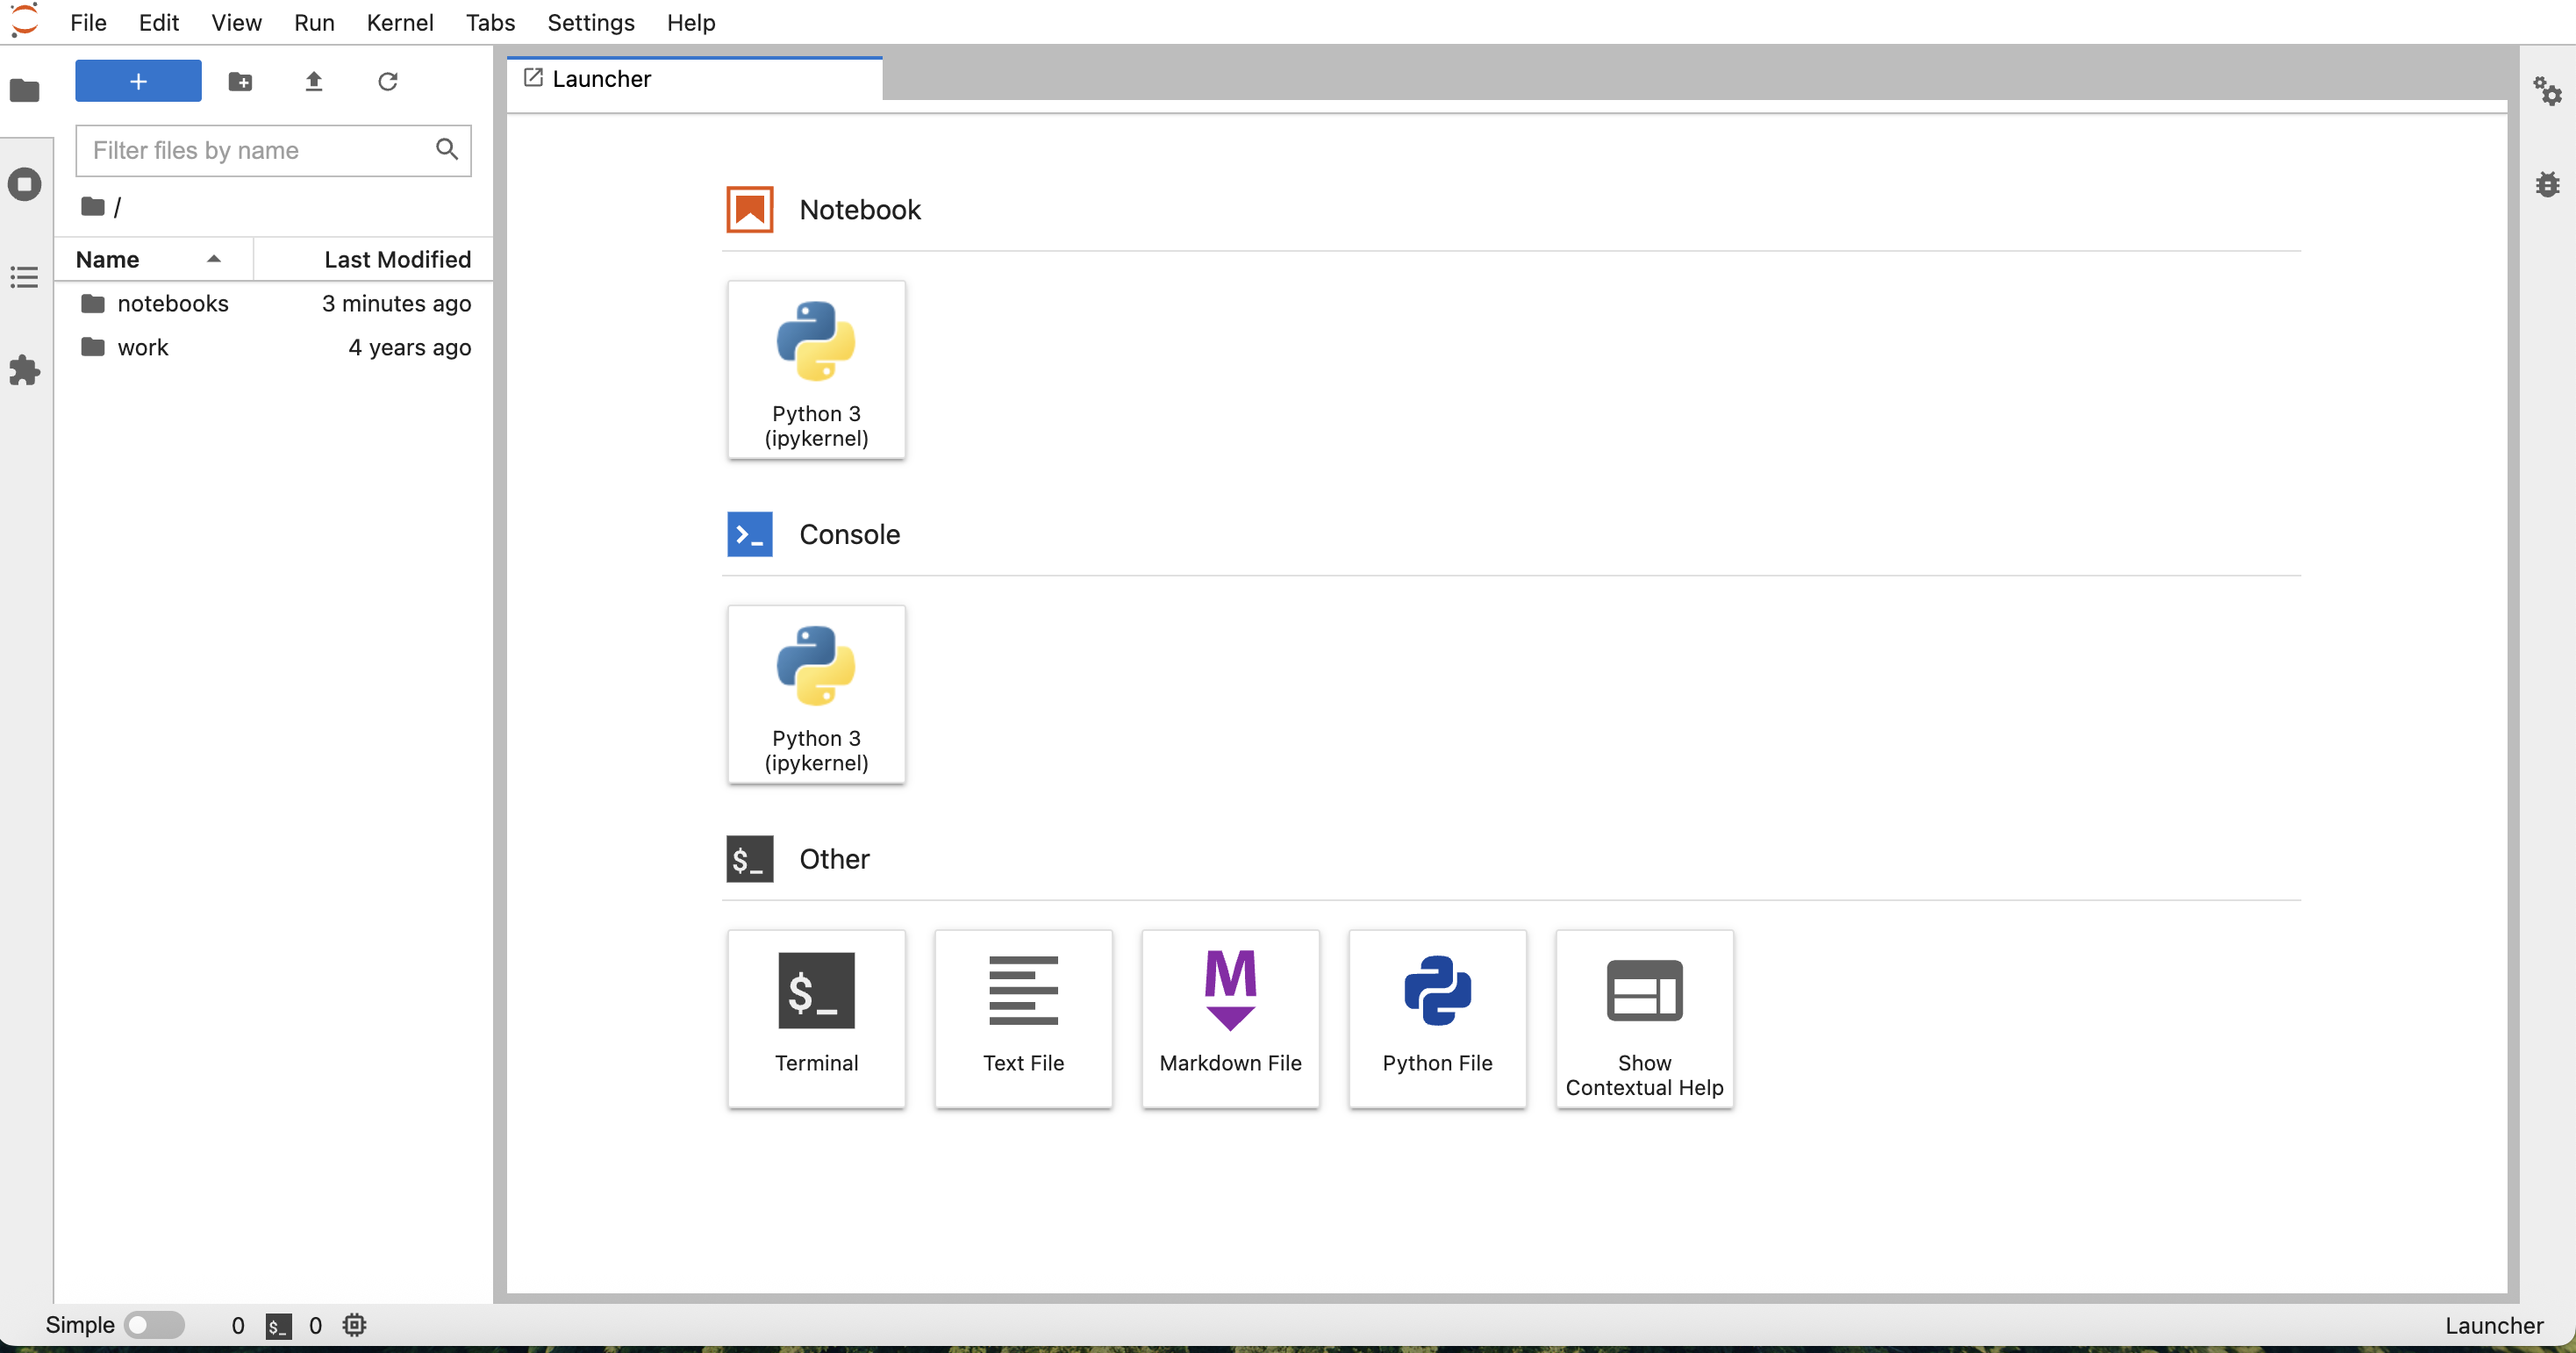 File Edit View Run Kernel Tabs Settings Help
Launcher
Filter files by name
/
Name Last Modified
notebooks 3 minutes ago
work 4 years ago
Notebook
Python 3
(ipykernel)
Console
Python 3
(ipykernel)
$_ Other
$_
Terminal
Text File
M
Markdown File
Python File
Show
Contextual Help
Simple 0 $_ 0 Launcher